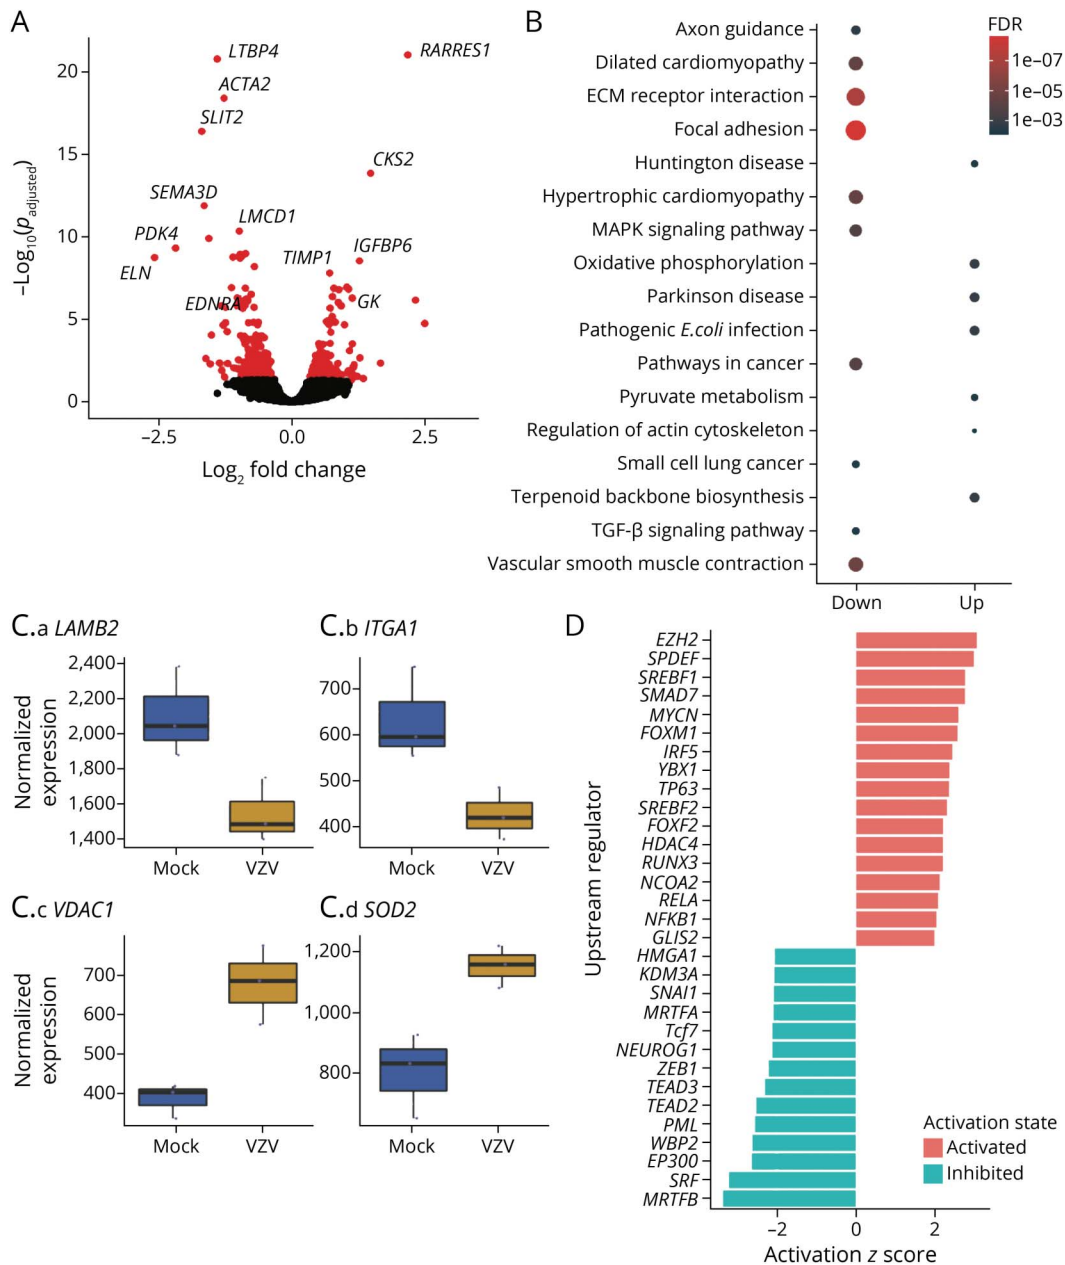 A
LTBP4
RARRES1
ACTA2
SLIT2
CKS2
SEMA3D
LMCD1
PDK4
TIMP1
IGFBP6
ELN
EDNRA
GK
20
15
10
5
0
−2.5
0.0
2.5
−Log10(padjusted)
Log2 fold change
B
Axon guidance
Dilated cardiomyopathy
ECM receptor interaction
Focal adhesion
Huntington disease
Hypertrophic cardiomyopathy
MAPK signaling pathway
Oxidative phosphorylation
Parkinson disease
Pathogenic E.coli infection
Pathways in cancer
Pyruvate metabolism
Regulation of actin cytoskeleton
Small cell lung cancer
Terpenoid backbone biosynthesis
TGF-β signaling pathway
Vascular smooth muscle contraction
Down
Up
FDR
1e−07
1e−05
1e−03
C.a LAMB2
2,400
2,200
2,000
1,800
1,600
1,400
Normalized
expression
Mock
VZV
C.b ITGA1
700
600
500
400
Mock
VZV
C.c VDAC1
700
600
500
400
Normalized
expression
Mock
VZV
C.d SOD2
1,200
1,000
800
Mock
VZV
D
EZH2
SPDEF
SREBF1
SMAD7
MYCN
FOXM1
IRF5
YBX1
TP63
SREBF2
FOXF2
HDAC4
RUNX3
NCOA2
RELA
NFKB1
GLIS2
HMGA1
KDM3A
SNAI1
MRTFA
Tcf7
NEUROG1
ZEB1
TEAD3
TEAD2
PML
WBP2
EP300
SRF
MRTFB
Upstream regulator
−2
0
2
Activation z score
Activation state
Activated
Inhibited